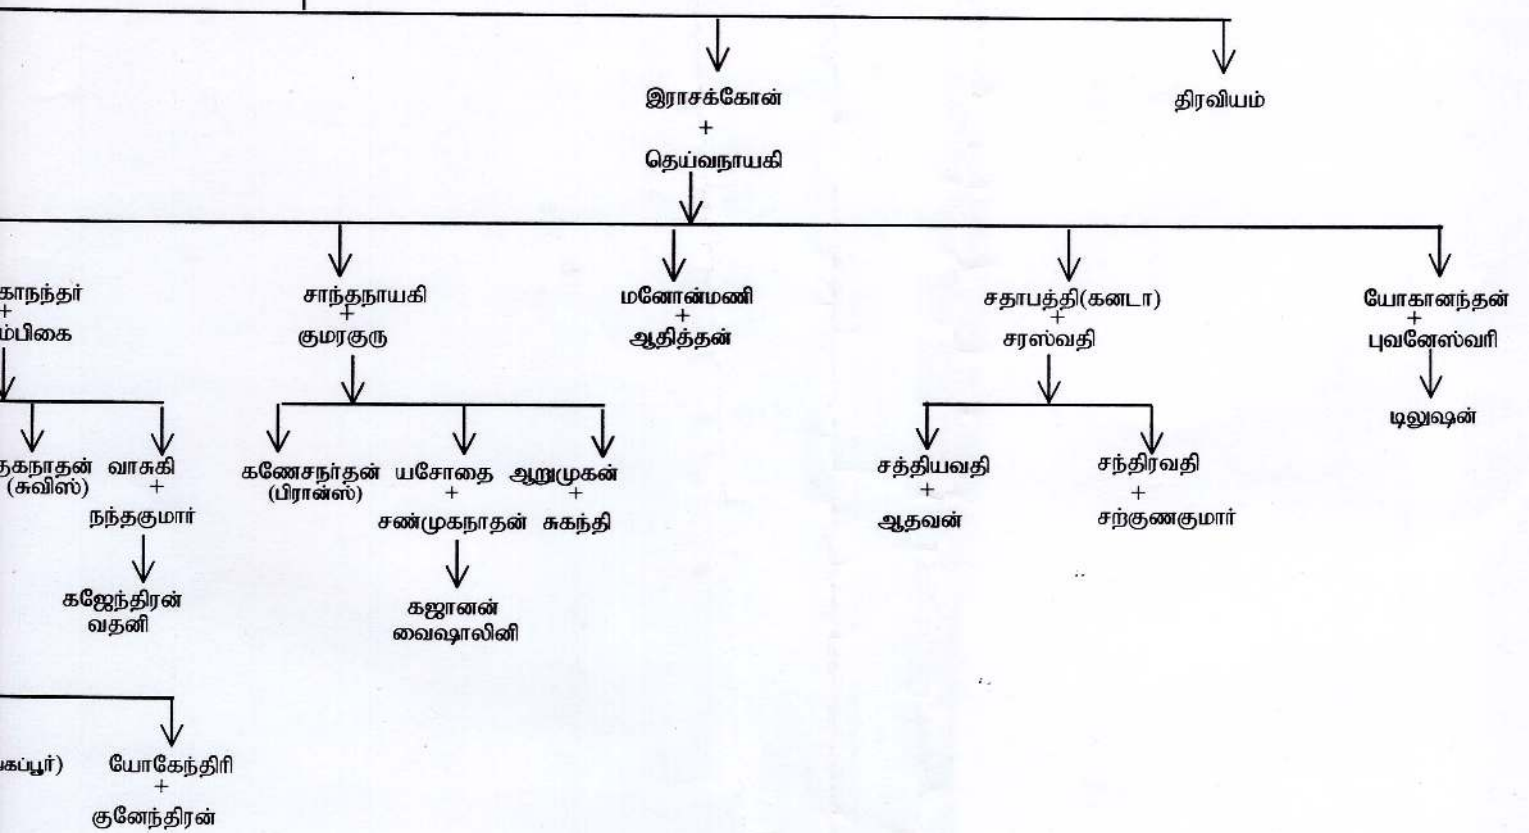 இராசக்கோன்
+
தெய்வநாயகி
திரவியம்
சாந்தநாயகி
+
குமரகுரு
மனோன்மணி
+
ஆதித்தன்
சதாபத்தி(கனடா)
+
சரஸ்வதி
யோகானந்தன்
+
புவனேஸ்வரி
டிலுஷன்
(சுவிஸ்)
வாசுகி
+
நந்தகுமார்
கஜேந்திரன்
வதனி
கணேசநர்தன்
(பிரான்ஸ்)
யசோதை
+
சண்முகநாதன்
கஜானன்
வைஷாலினி
ஆறுமுகன்
+
சுகந்தி
சத்தியவதி
+
ஆதவன்
சந்திரவதி
+
சற்குணகுமார்
யோகேந்திரி
+
குனேந்திரன்